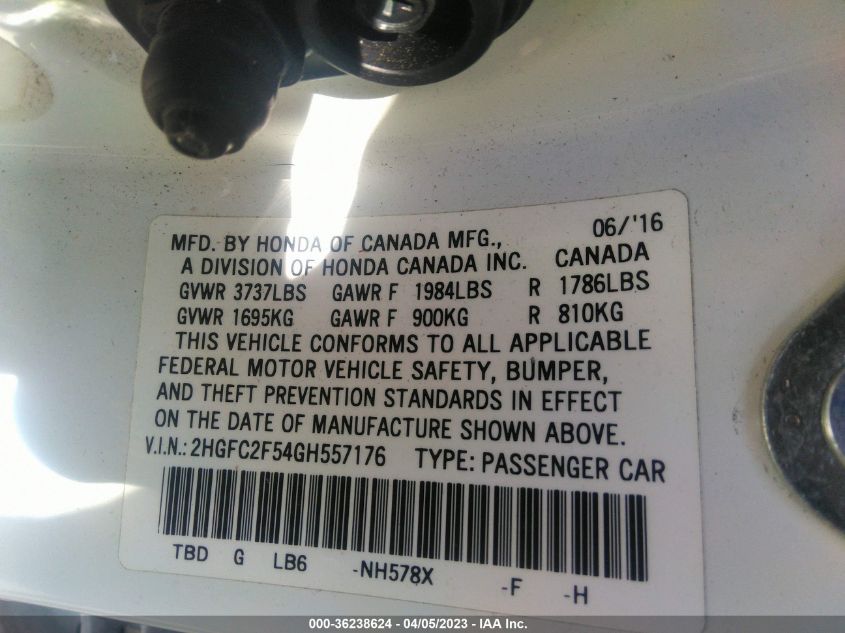 06/'16
MFD. BY HONDA OF CANADA MFG.,
A DIVISION OF HONDA CANADA INC. CANADA
GVWR 3737LBS GAWR F 1984LBS R 1786LBS
GVWR 1695KG GAWR F 900KG R 810KG
THIS VEHICLE CONFORMS TO ALL APPLICABLE
FEDERAL MOTOR VEHICLE SAFETY, BUMPER,
AND THEFT PREVENTION STANDARDS IN EFFECT
ON THE DATE OF MANUFACTURE SHOWN ABOVE.
V.I.N.: 2HGFC2F54GH557176 TYPE: PASSENGER CAR
TBD G LB6 -NH578X -F -H
000-36238624 - 04/05/2023 - IAA Inc.